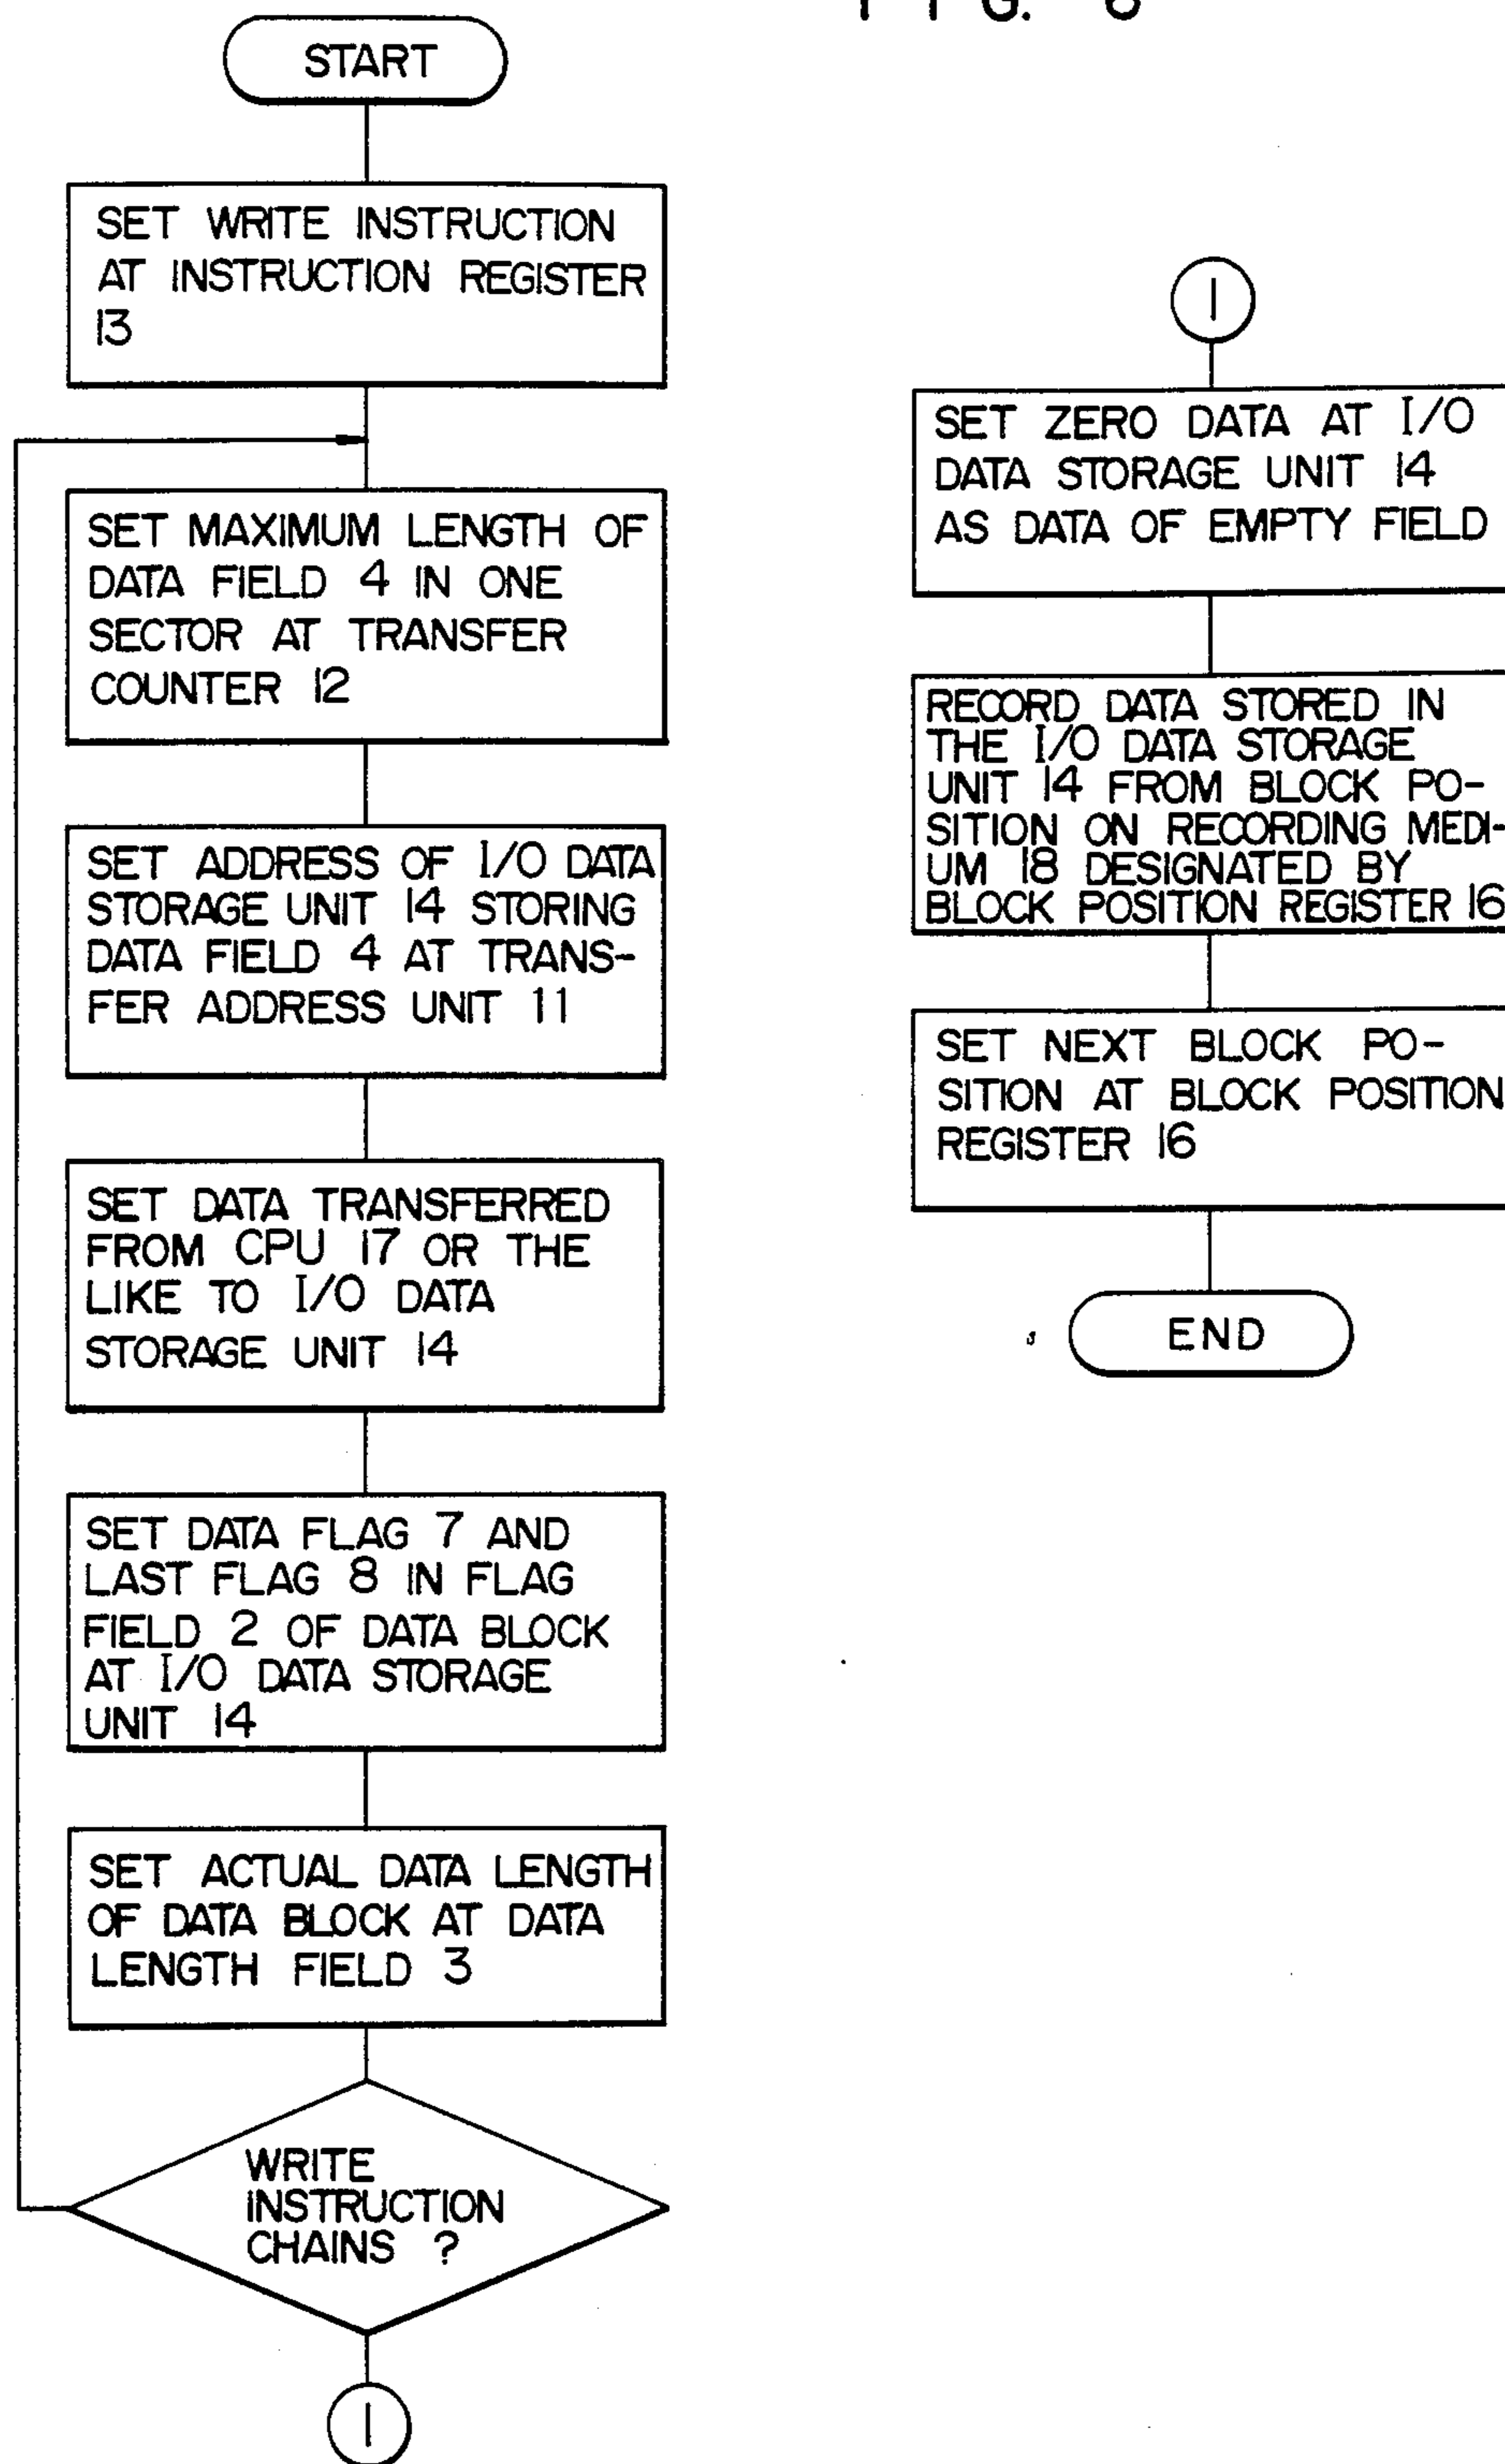 START
SET WRITE INSTRUCTION
AT INSTRUCTION REGISTER
13
SET MAXIMUM LENGTH OF
DATA FIELD 4 IN ONE
SECTOR AT TRANSFER
COUNTER 12
SET ADDRESS OF I/O DATA
STORAGE UNIT 14 STORING
DATA FIELD 4 AT TRANS-
FER ADDRESS UNIT 11
SET DATA TRANSFERRED
FROM CPU 17 OR THE
LIKE TO I/O DATA
STORAGE UNIT 14
SET DATA FLAG 7 AND
LAST FLAG 8 IN FLAG
FIELD 2 OF DATA BLOCK
AT I/O DATA STORAGE
UNIT 14
SET ACTUAL DATA LENGTH
OF DATA BLOCK AT DATA
LENGTH FIELD 3
WRITE
INSTRUCTION
CHAINS ?
1
1
SET ZERO DATA AT I/O
DATA STORAGE UNIT 14
AS DATA OF EMPTY FIELD
RECORD DATA STORED IN
THE I/O DATA STORAGE
UNIT 14 FROM BLOCK PO-
SITION ON RECORDING MEDI-
UM 18 DESIGNATED BY
BLOCK POSITION REGISTER 16
SET NEXT BLOCK PO-
SITION AT BLOCK POSITION
REGISTER 16
END